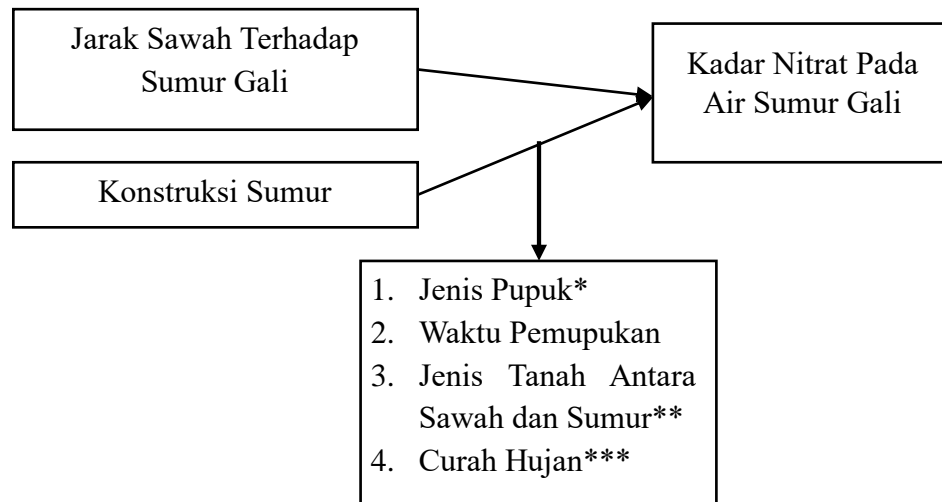 Jarak Sawah Terhadap
Sumur Gali
Kadar Nitrat Pada
Air Sumur Gali
Konstruksi Sumur
1. Jenis Pupuk*
2. Waktu Pemupukan
3. Jenis Tanah Antara
Sawah dan Sumur**
4. Curah Hujan***